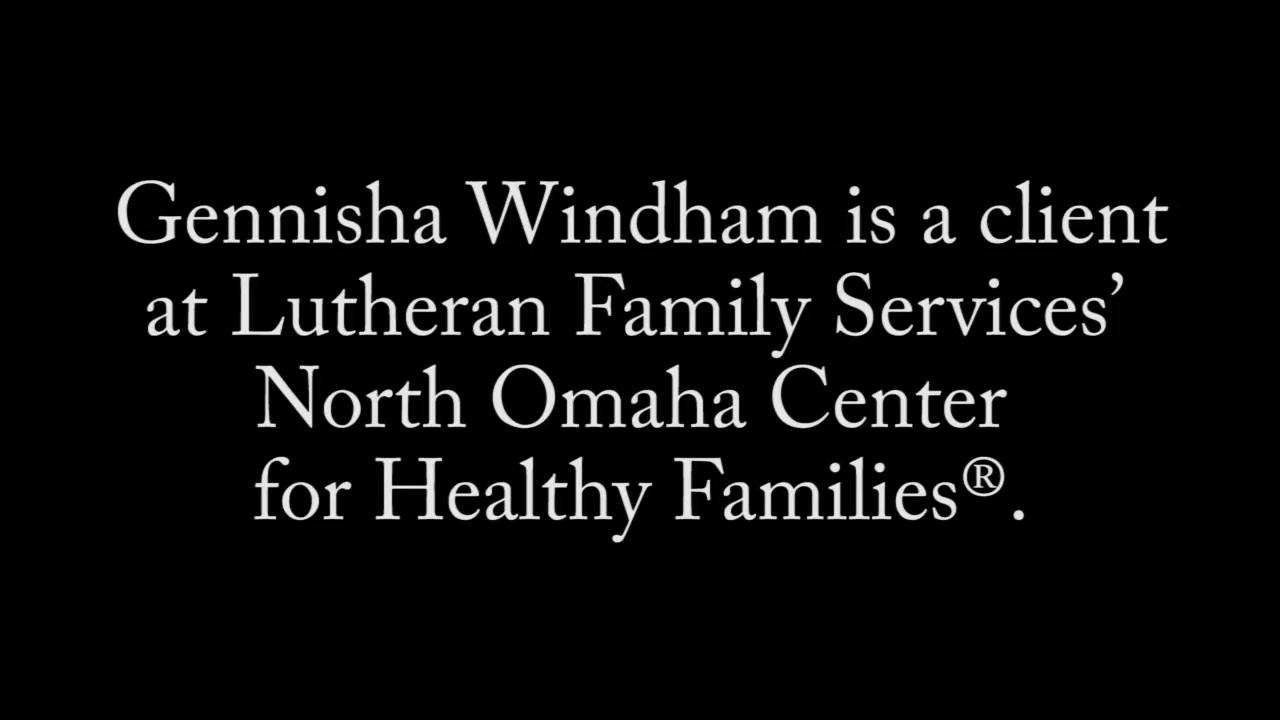 Gennisha Windham is a client
at Lutheran Family Services’
North Omaha Center
for Healthy Families®.